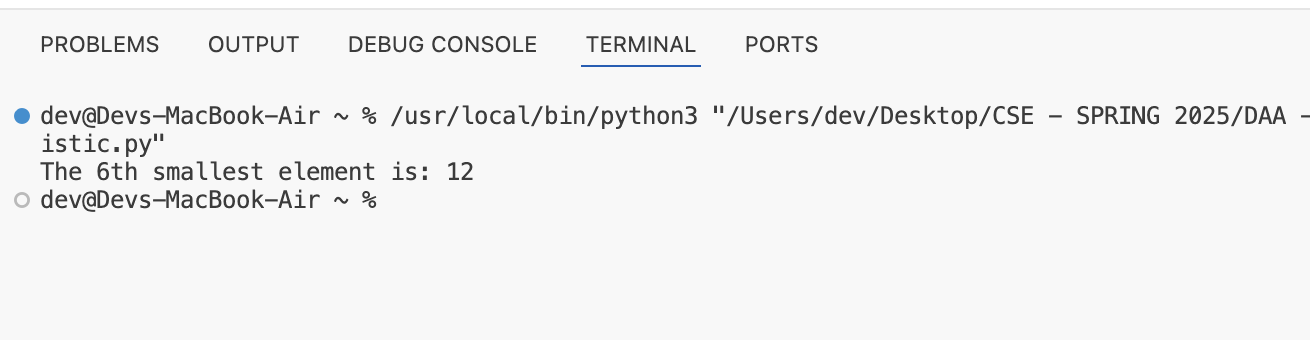 PROBLEMS OUTPUT DEBUG CONSOLE TERMINAL PORTS
dev@Devs-MacBook-Air ~ % /usr/local/bin/python3 "/Users/dev/Desktop/CSE - SPRING 2025/DAA -
istic.py"
The 6th smallest element is: 12
dev@Devs-MacBook-Air ~ %